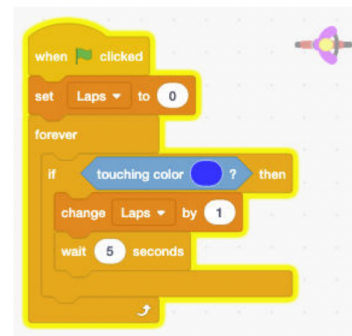 when clicked
set Laps to 0
forever
if touching color ? then
change Laps by 1
wait 5 seconds